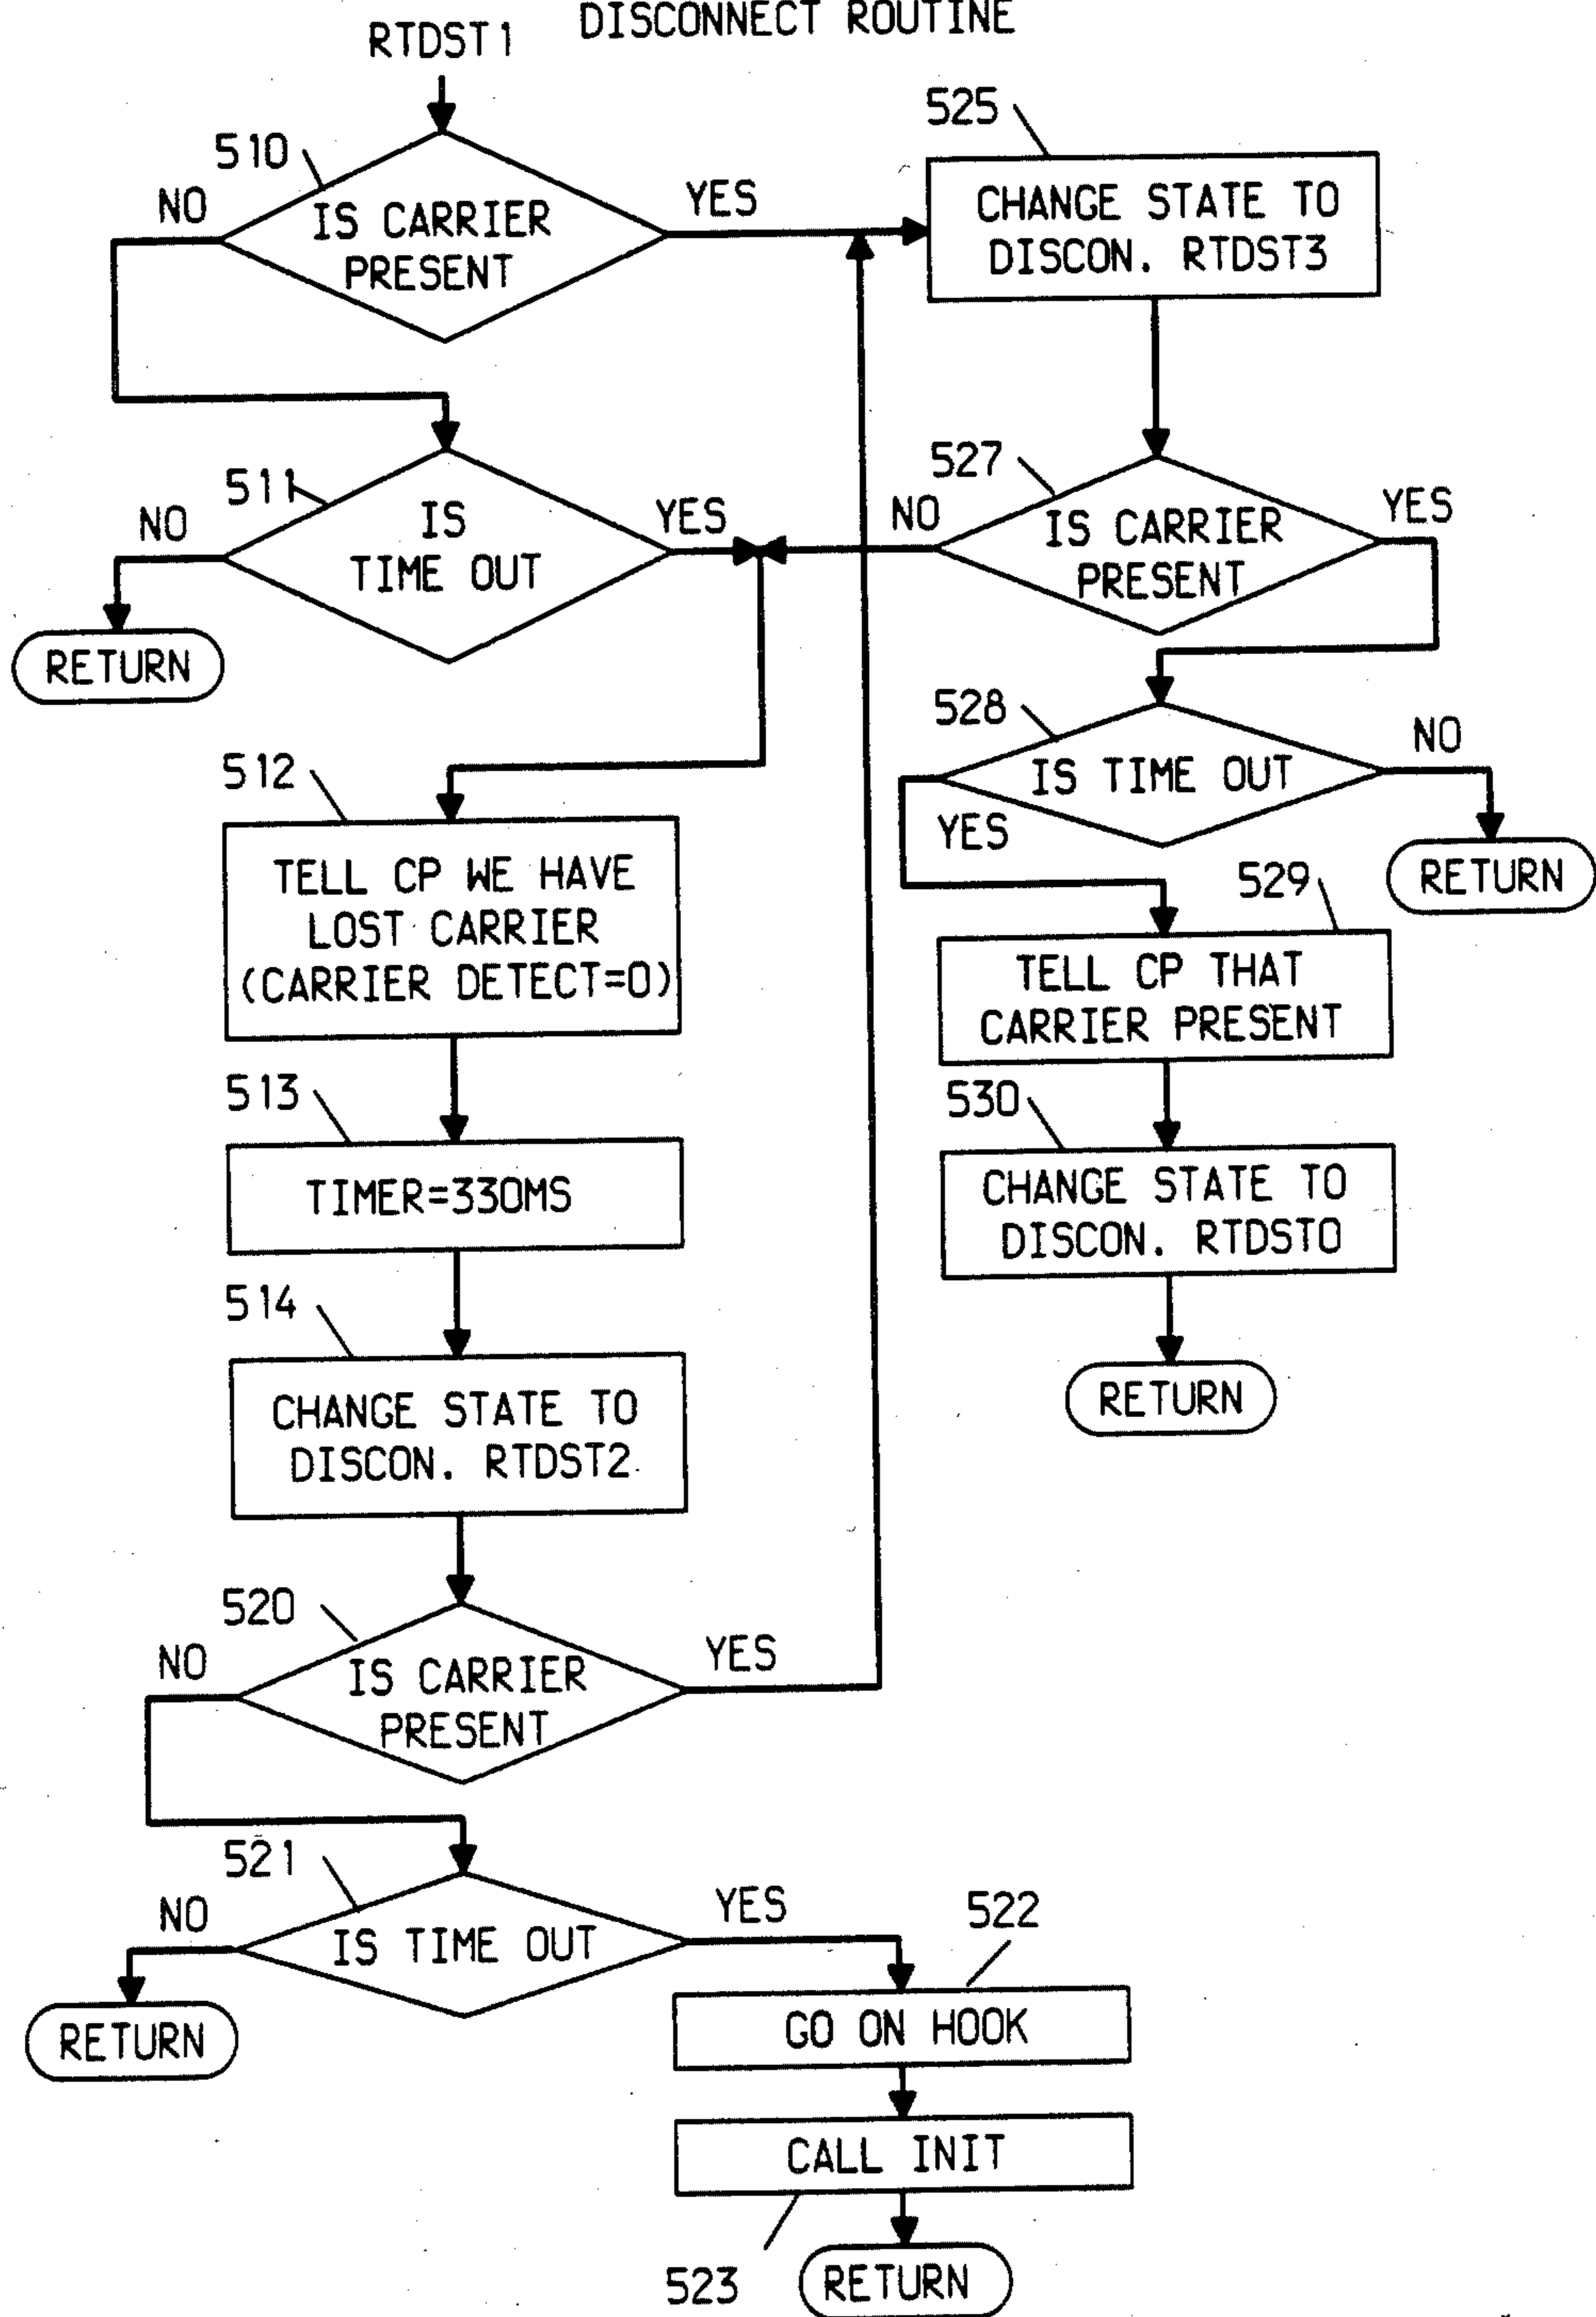 DISCONNECT ROUTINE
RTDST1
510
NO
IS CARRIER
PRESENT
YES
525
CHANGE STATE TO
DISCON. RTDST3
511
NO
IS
TIME OUT
YES
RETURN
527
NO
IS CARRIER
PRESENT
YES
528
IS TIME OUT
NO
YES
RETURN
512
TELL CP WE HAVE
LOST CARRIER
(CARRIER DETECT=0)
529
TELL CP THAT
CARRIER PRESENT
513
TIMER=330MS
530
CHANGE STATE TO
DISCON. RTDST0
RETURN
514
CHANGE STATE TO
DISCON. RTDST2
520
NO
IS CARRIER
PRESENT
YES
521
NO
IS TIME OUT
YES
RETURN
522
GO ON HOOK
CALL INIT
523
RETURN